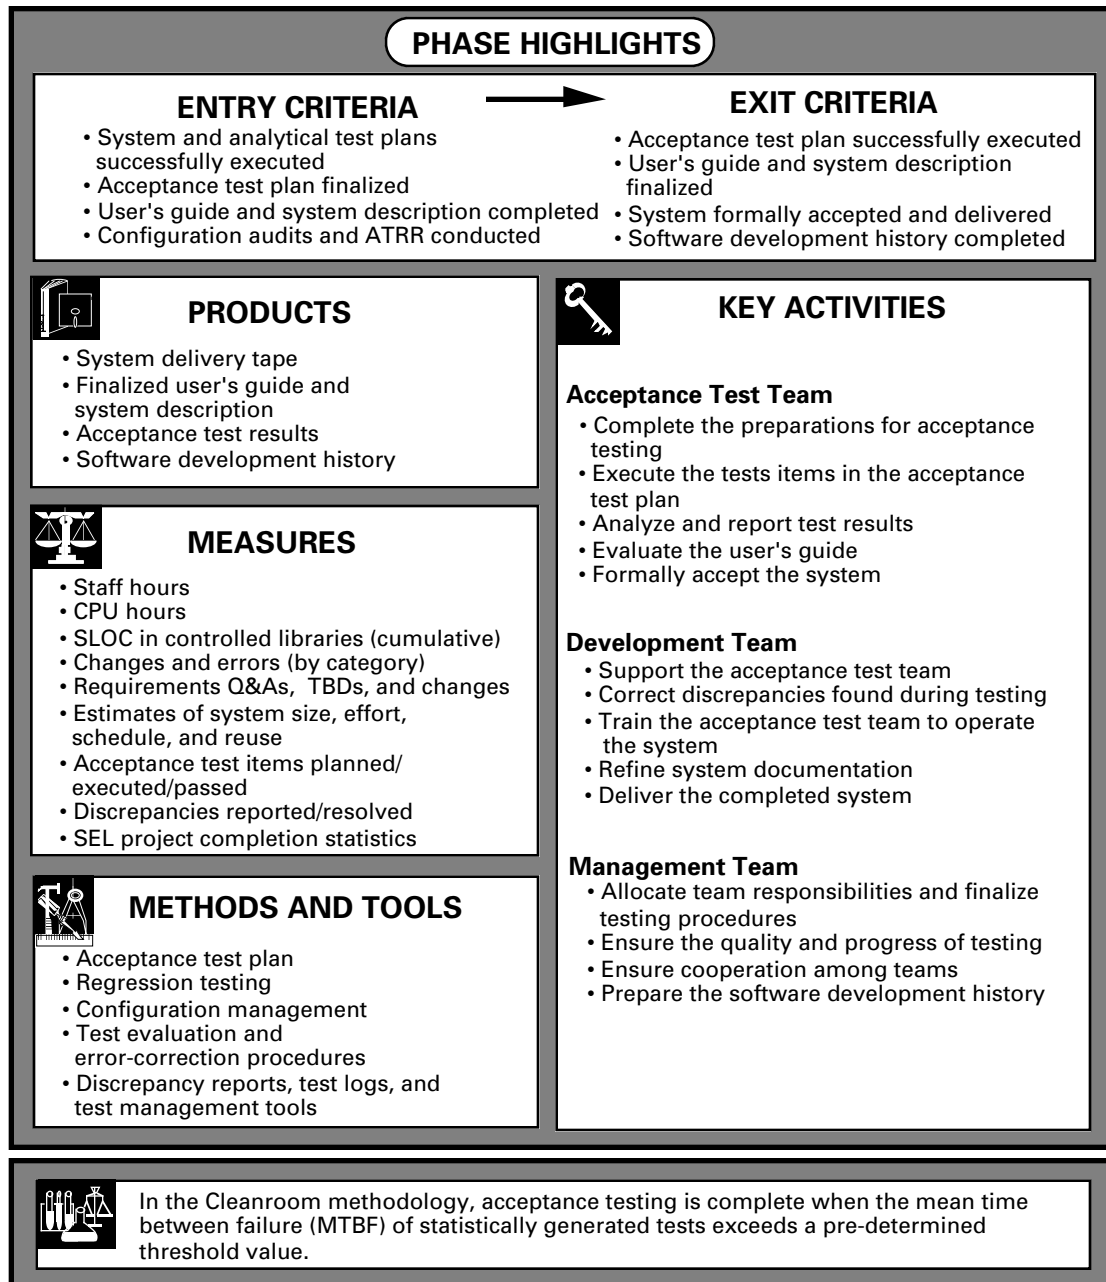 PHASE HIGHLIGHTS
ENTRY CRITERIA
• System and analytical test plans
successfully executed
• Acceptance test plan finalized
• User's guide and system description completed
• Configuration audits and ATRR conducted
EXIT CRITERIA
• Acceptance test plan successfully executed
• User's guide and system description
finalized
• System formally accepted and delivered
• Software development history completed
PRODUCTS
• System delivery tape
• Finalized user's guide and
system description
• Acceptance test results
• Software development history
MEASURES
• Staff hours
• CPU hours
• SLOC in controlled libraries (cumulative)
• Changes and errors (by category)
• Requirements Q&As, TBDs, and changes
• Estimates of system size, effort,
schedule, and reuse
• Acceptance test items planned/
executed/passed
• Discrepancies reported/resolved
• SEL project completion statistics
METHODS AND TOOLS
• Acceptance test plan
• Regression testing
• Configuration management
• Test evaluation and
error-correction procedures
• Discrepancy reports, test logs, and
test management tools
KEY ACTIVITIES
Acceptance Test Team
• Complete the preparations for acceptance
testing
• Execute the tests items in the acceptance
test plan
• Analyze and report test results
• Evaluate the user's guide
• Formally accept the system
Development Team
• Support the acceptance test team
• Correct discrepancies found during testing
• Train the acceptance test team to operate
the system
• Refine system documentation
• Deliver the completed system
Management Team
• Allocate team responsibilities and finalize
testing procedures
• Ensure the quality and progress of testing
• Ensure cooperation among teams
• Prepare the software development history
In the Cleanroom methodology, acceptance testing is complete when the mean time
between failure (MTBF) of statistically generated tests exceeds a pre-determined
threshold value.